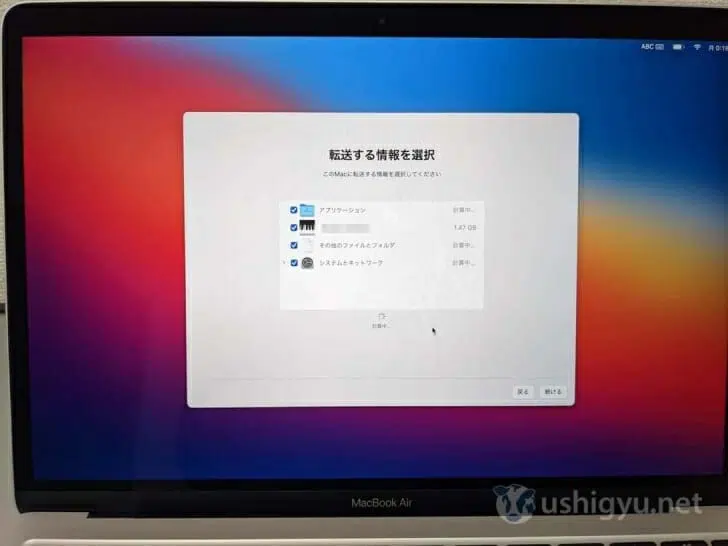 ABC
転送する情報を選択
このMacに転送する情報を選択してください
アプリケーション 計算中...
1.47 GB
その他のファイルとフォルダ 計算中...
システムとネットワーク 計算中...
計算中...
戻る 続ける
MacBook Air
ushigyu.net